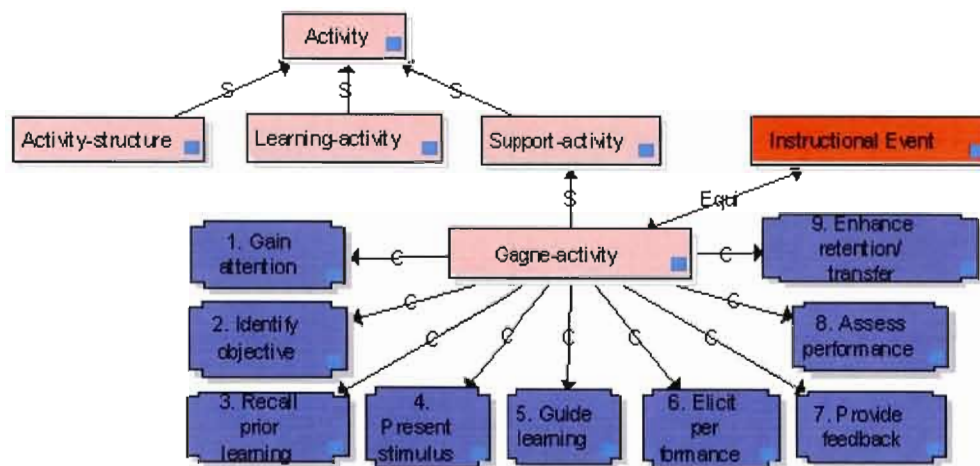 Activity
S
S
S
Activity-structure
Learning-activity
Support-activity
Instructional Event
S
Equi
1. Gain
attention
C
Gagne-activity
C
9. Enhance
retention/
transfer
2. Identify
objective
C
C
C
C
C
C
C
8. Assess
performance
3. Recall
prior
learning
4.
Present
stimulus
5. Guide
learning
6. Elicit
per
formance
7. Provide
feedback